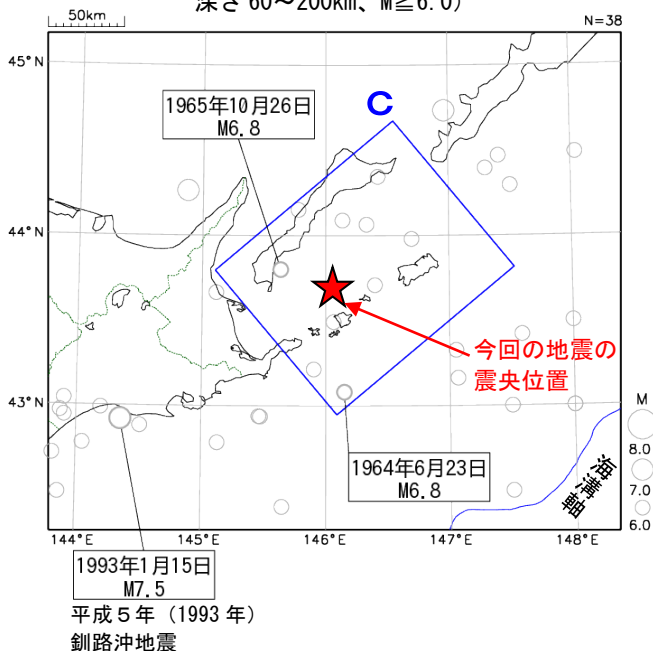 深さ60～200km、M≧6.0）
50km
N=38
45°N
1965年10月26日
M6.8
C
44°N
今回の地震の
震央位置
43°N
M
8.0
7.0
6.0
1964年6月23日
M6.8
海溝軸
144°E
145°E
146°E
147°E
148°E
1993年1月15日
M7.5
平成５年（1993 年）
釧路沖地震